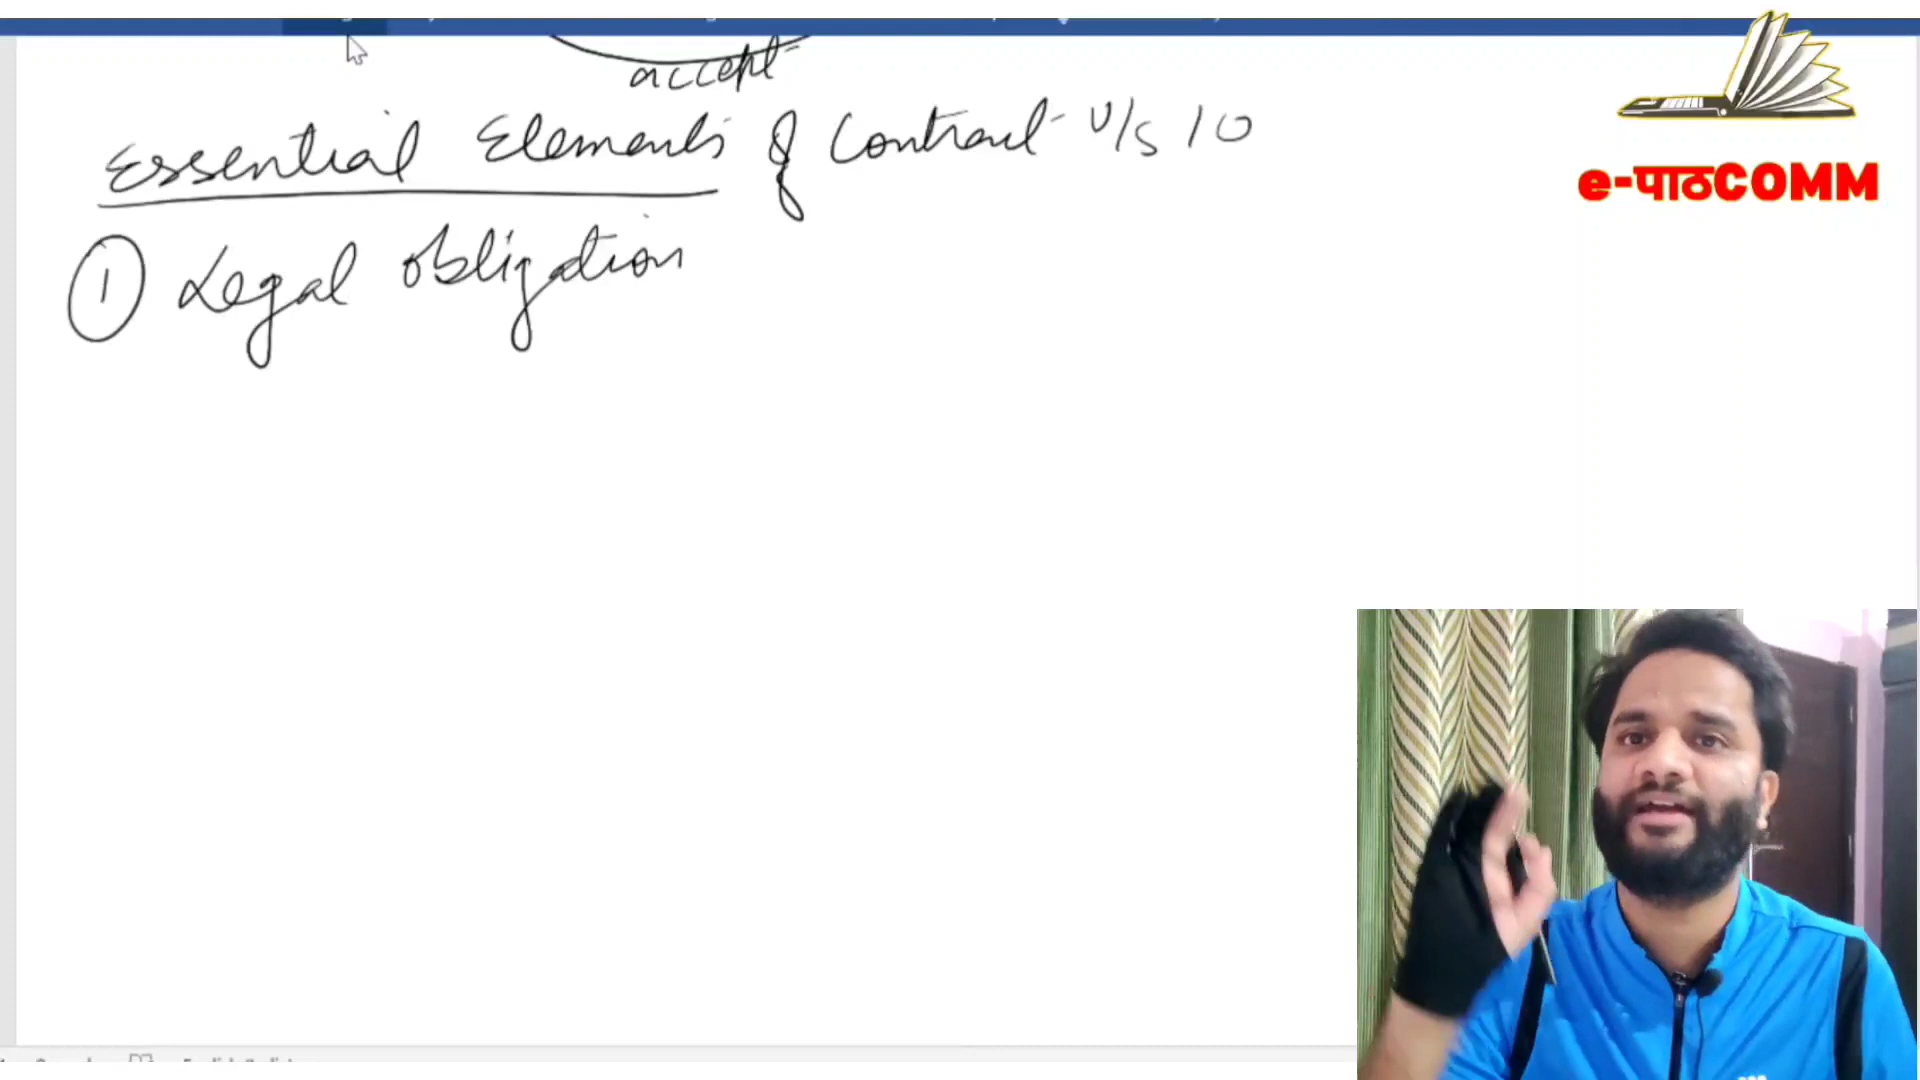 accept
Essential Elements of Contract U/S 10
① Legal obligation
e-पाठCOMM